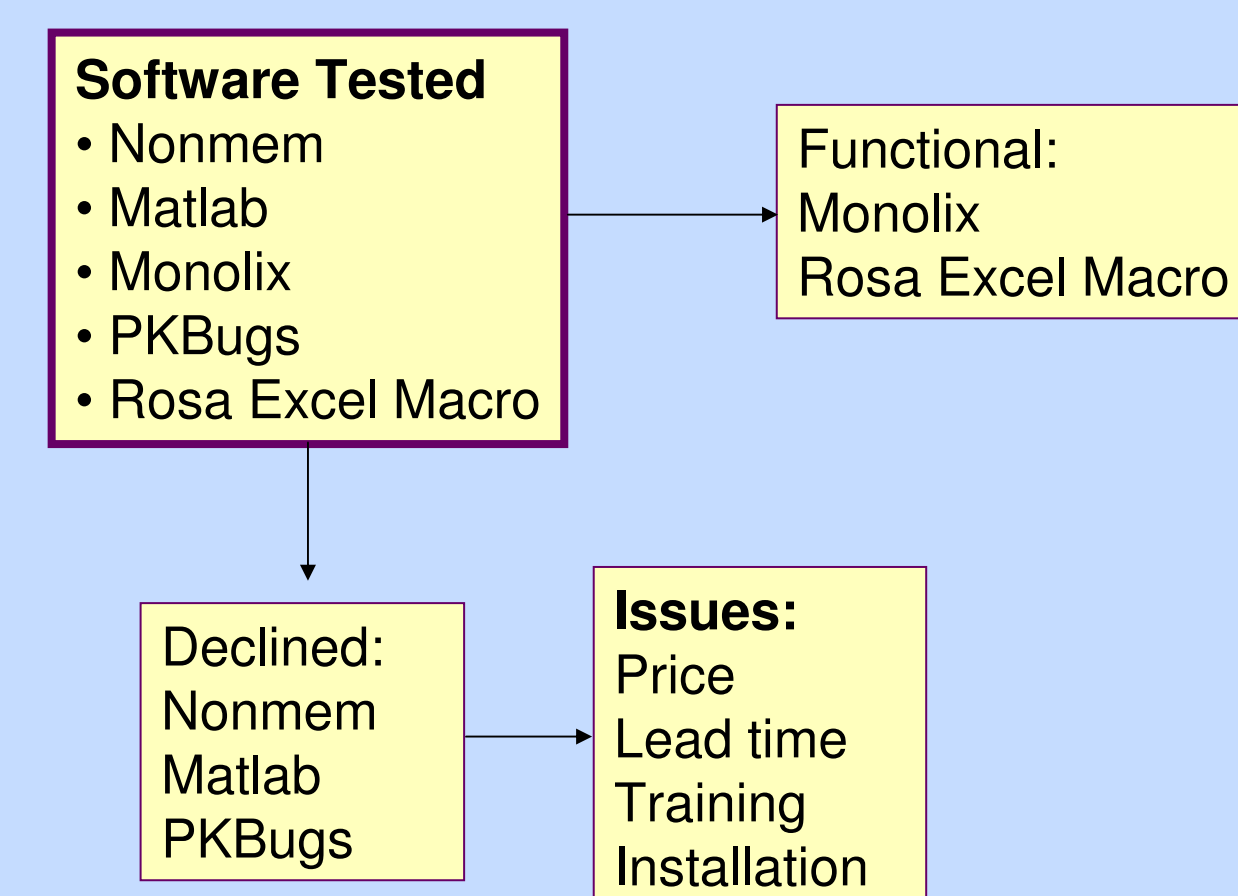 Software Tested
• Nonmem
• Matlab
• Monolix
• PKBugs
• Rosa Excel Macro
Functional:
Monolix
Rosa Excel Macro
Declined:
Nonmem
Matlab
PKBugs
Issues:
Price
Lead time
Training
Installation